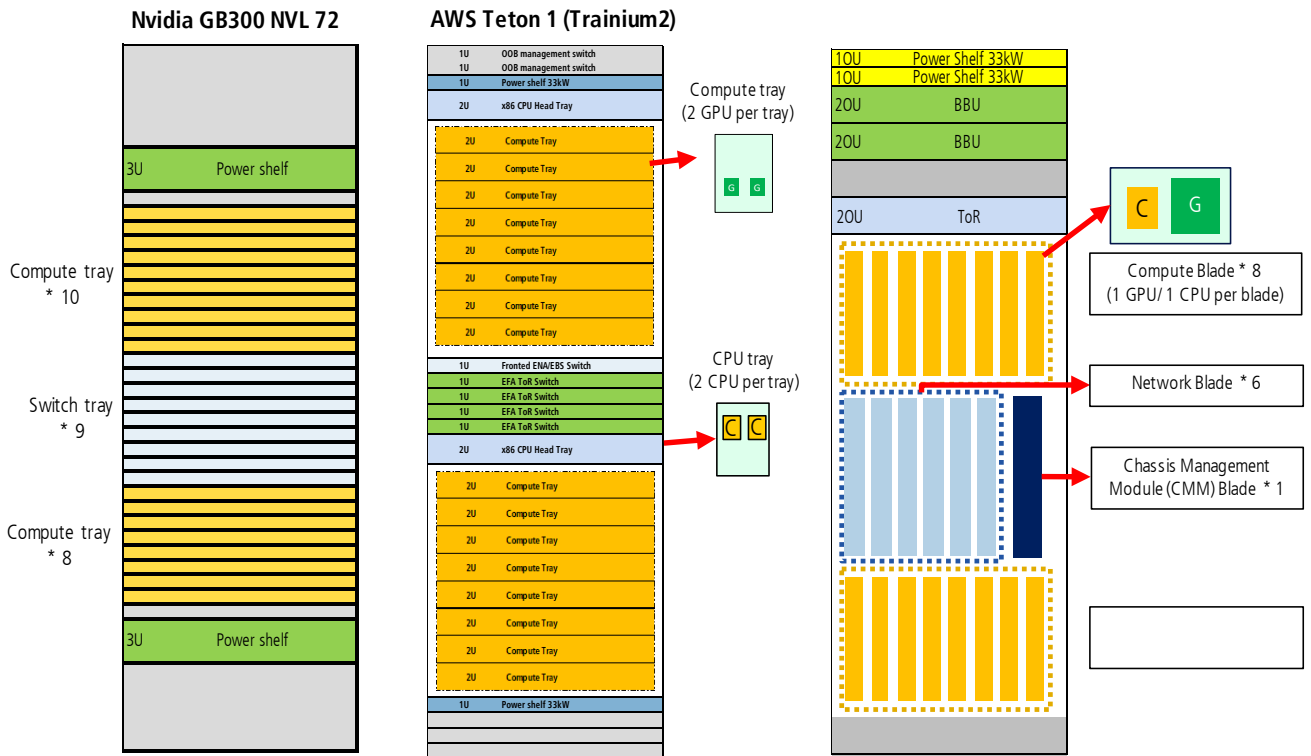 Nvidia GB300 NVL 72
3U Power shelf
Compute tray
* 10
Switch tray
* 9
Compute tray
* 8
3U Power shelf
AWS Teton 1 (Trainium2)
1U OOB management switch
1U OOB management switch
1U Power shelf 33kW
2U x86 CPU Head Tray
2U Compute Tray
2U Compute Tray
2U Compute Tray
2U Compute Tray
2U Compute Tray
2U Compute Tray
2U Compute Tray
2U Compute Tray
1U Fronted ENA/EBS Switch
1U EFA ToR Switch
1U EFA ToR Switch
1U EFA ToR Switch
1U EFA ToR Switch
2U x86 CPU Head Tray
2U Compute Tray
2U Compute Tray
2U Compute Tray
2U Compute Tray
2U Compute Tray
2U Compute Tray
2U Compute Tray
2U Compute Tray
1U Power shelf 33kW
Compute tray
(2 GPU per tray)
G G
CPU tray
(2 CPU per tray)
C C
1OU Power Shelf 33kW
1OU Power Shelf 33kW
2OU BBU
2OU BBU
2OU ToR
C G
Compute Blade * 8
(1 GPU/ 1 CPU per blade)
Network Blade * 6
Chassis Management
Module (CMM) Blade * 1